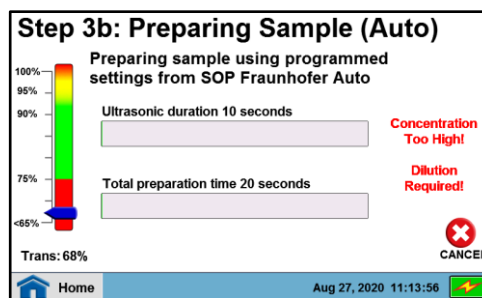 Step 3b: Preparing Sample (Auto)
Preparing sample using programmed
settings from SOP Fraunhofer Auto
100%
95%
90%
75%
<65%
Ultrasonic duration 10 seconds
Total preparation time 20 seconds
Concentration
Too High!
Dilution
Required!
Trans: 68%
CANCEL
Home
Aug 27, 2020 11:13:56